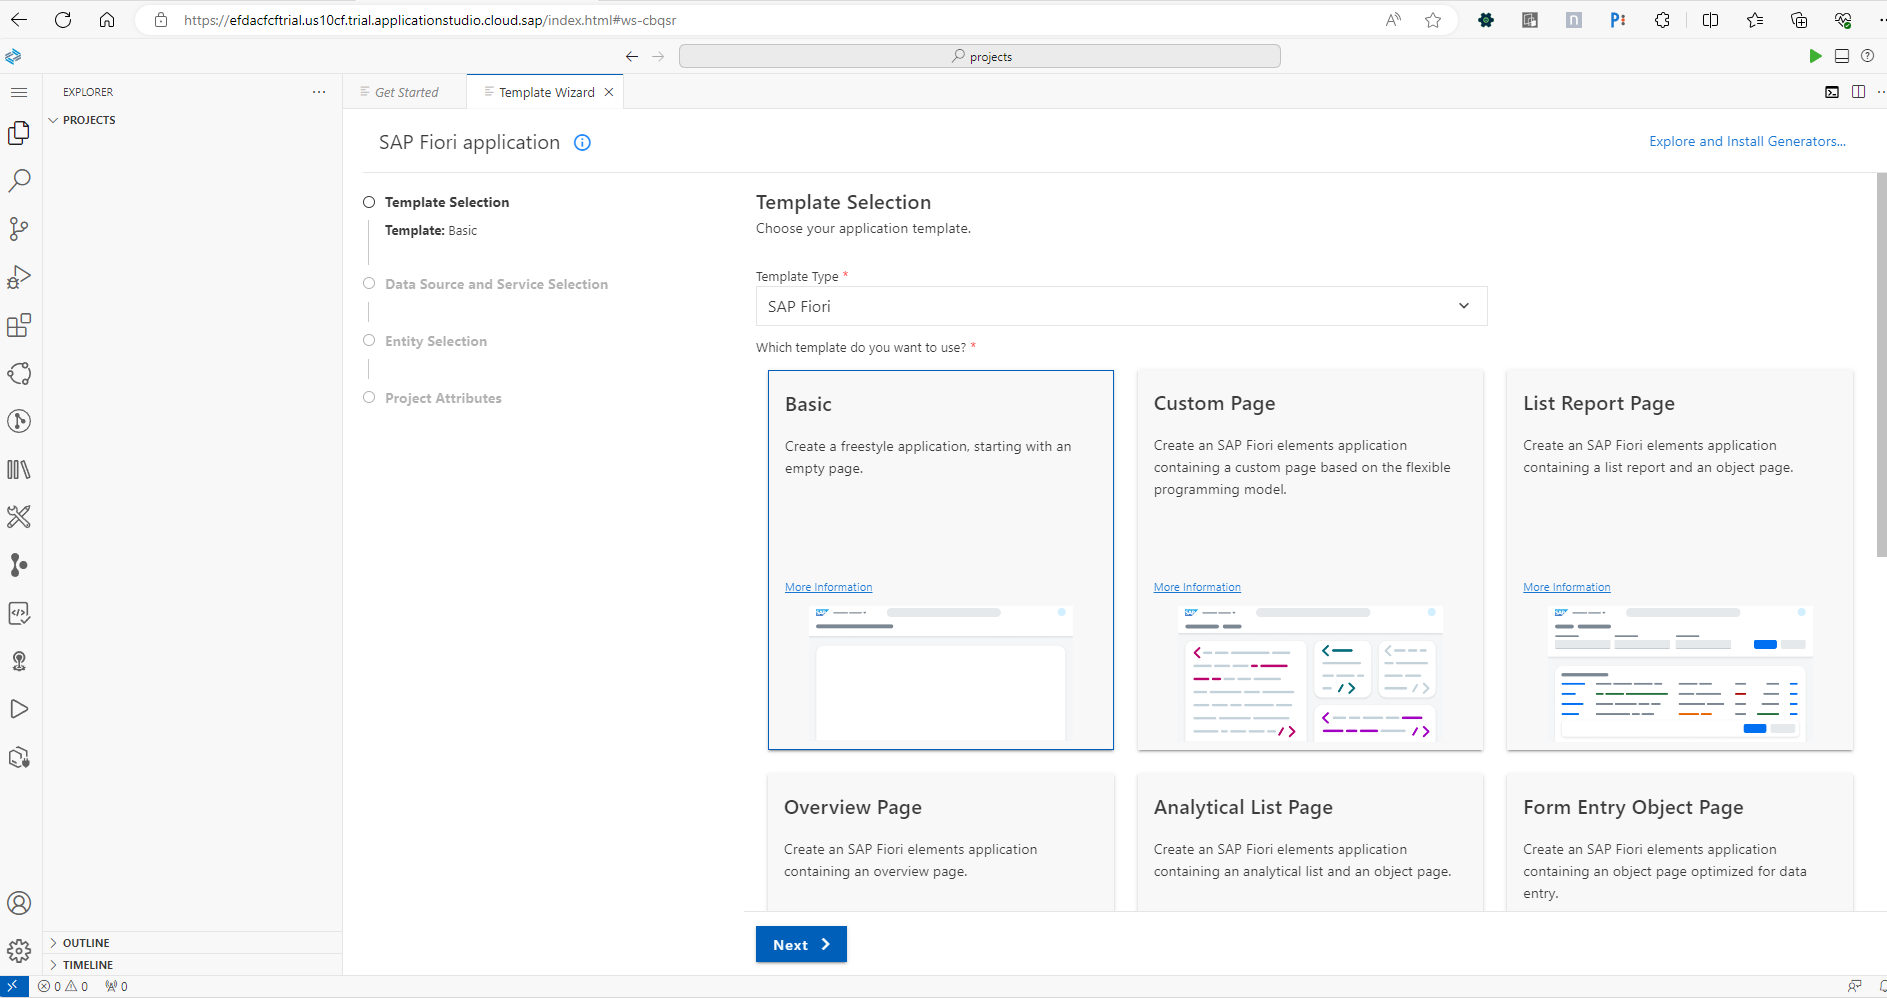 https://efdacfcftrial.us10cf.trial.applicationstudio.cloud.sap/index.html#ws-cbqsr
projects
EXPLORER
Get Started
Template Wizard
PROJECTS
SAP Fiori application
Explore and Install Generators...
Template Selection
Template: Basic
Data Source and Service Selection
Entity Selection
Project Attributes
Template Selection
Choose your application template.
Template Type *
SAP Fiori
Which template do you want to use? *
Basic
Create a freestyle application, starting with an
empty page.
More Information
SAP
Custom Page
Create an SAP Fiori elements application
containing a custom page based on the flexible
programming model.
More Information
SAP
List Report Page
Create an SAP Fiori elements application
containing a list report and an object page.
More Information
SAP
Overview Page
Create an SAP Fiori elements application
containing an overview page.
Analytical List Page
Create an SAP Fiori elements application
containing an analytical list and an object page.
Form Entry Object Page
Create an SAP Fiori elements application
containing an object page optimized for data
entry.
Next
OUTLINE
TIMELINE
0 0 0